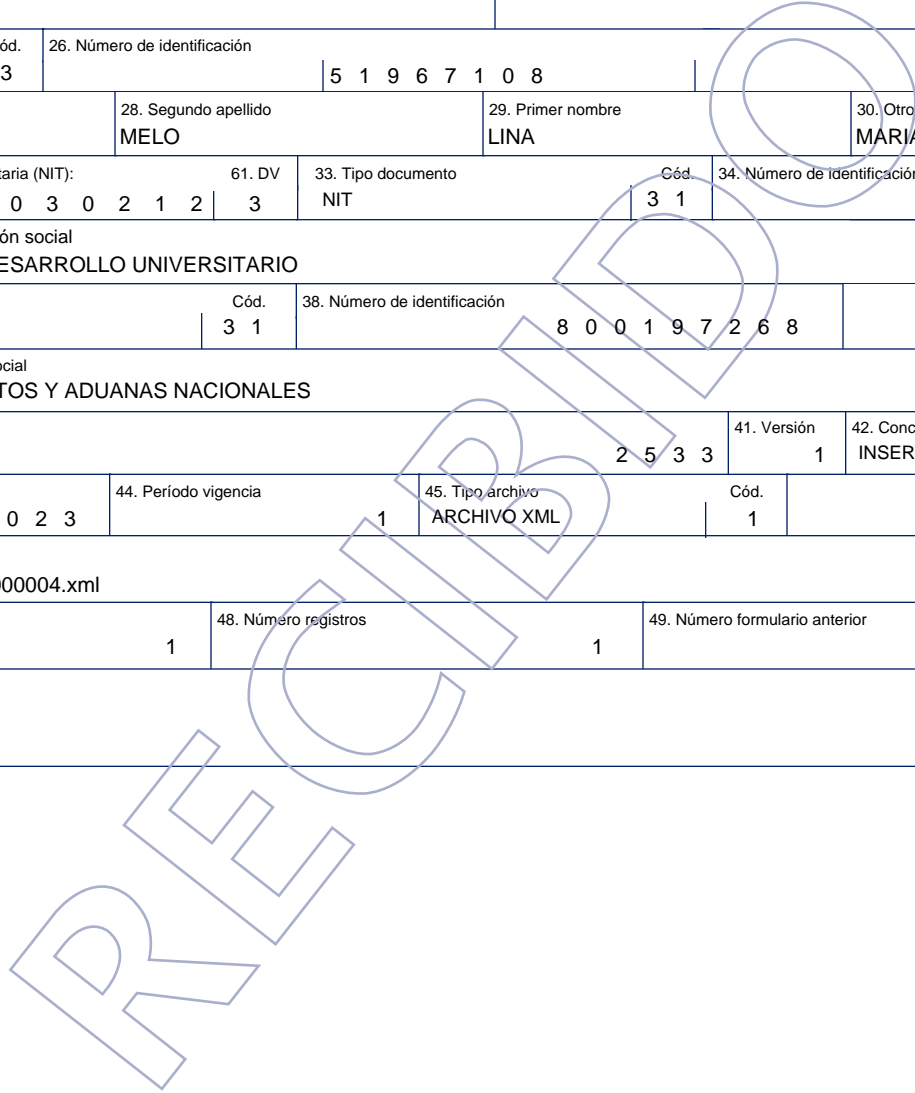 ód. 26. Número de identificación
3 5 1 9 6 7 1 0 8
28. Segundo apellido 29. Primer nombre 30. Otro
MELO LINA MARIA
taria (NIT): 61. DV 33. Tipo documento Cód. 34. Número de identificación
0 3 0 2 1 2 3 NIT 3 1
ón social
ESARROLLO UNIVERSITARIO
Cód. 38. Número de identificación
3 1 8 0 0 1 9 7 2 6 8
ocial
TOS Y ADUANAS NACIONALES
41. Versión 42. Conc
2 5 3 3 1 INSER
44. Período vigencia 45. Tipo archivo Cód.
0 2 3 1 ARCHIVO XML 1
000004.xml
48. Número registros 49. Número formulario anterior
1 1
RECIBIDO